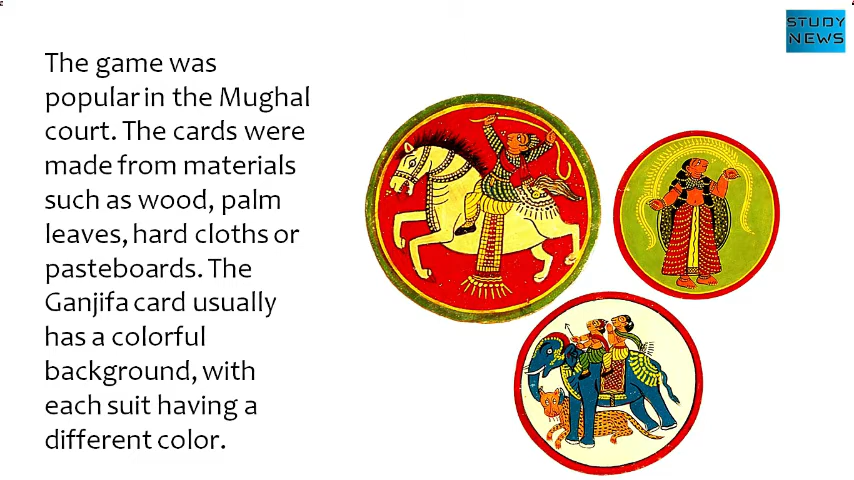 STUDY
NEWS
The game was
popular in the Mughal
court. The cards were
made from materials
such as wood, palm
leaves, hard cloths or
pasteboards. The
Ganjifa card usually
has a colorful
background, with
each suit having a
different color.